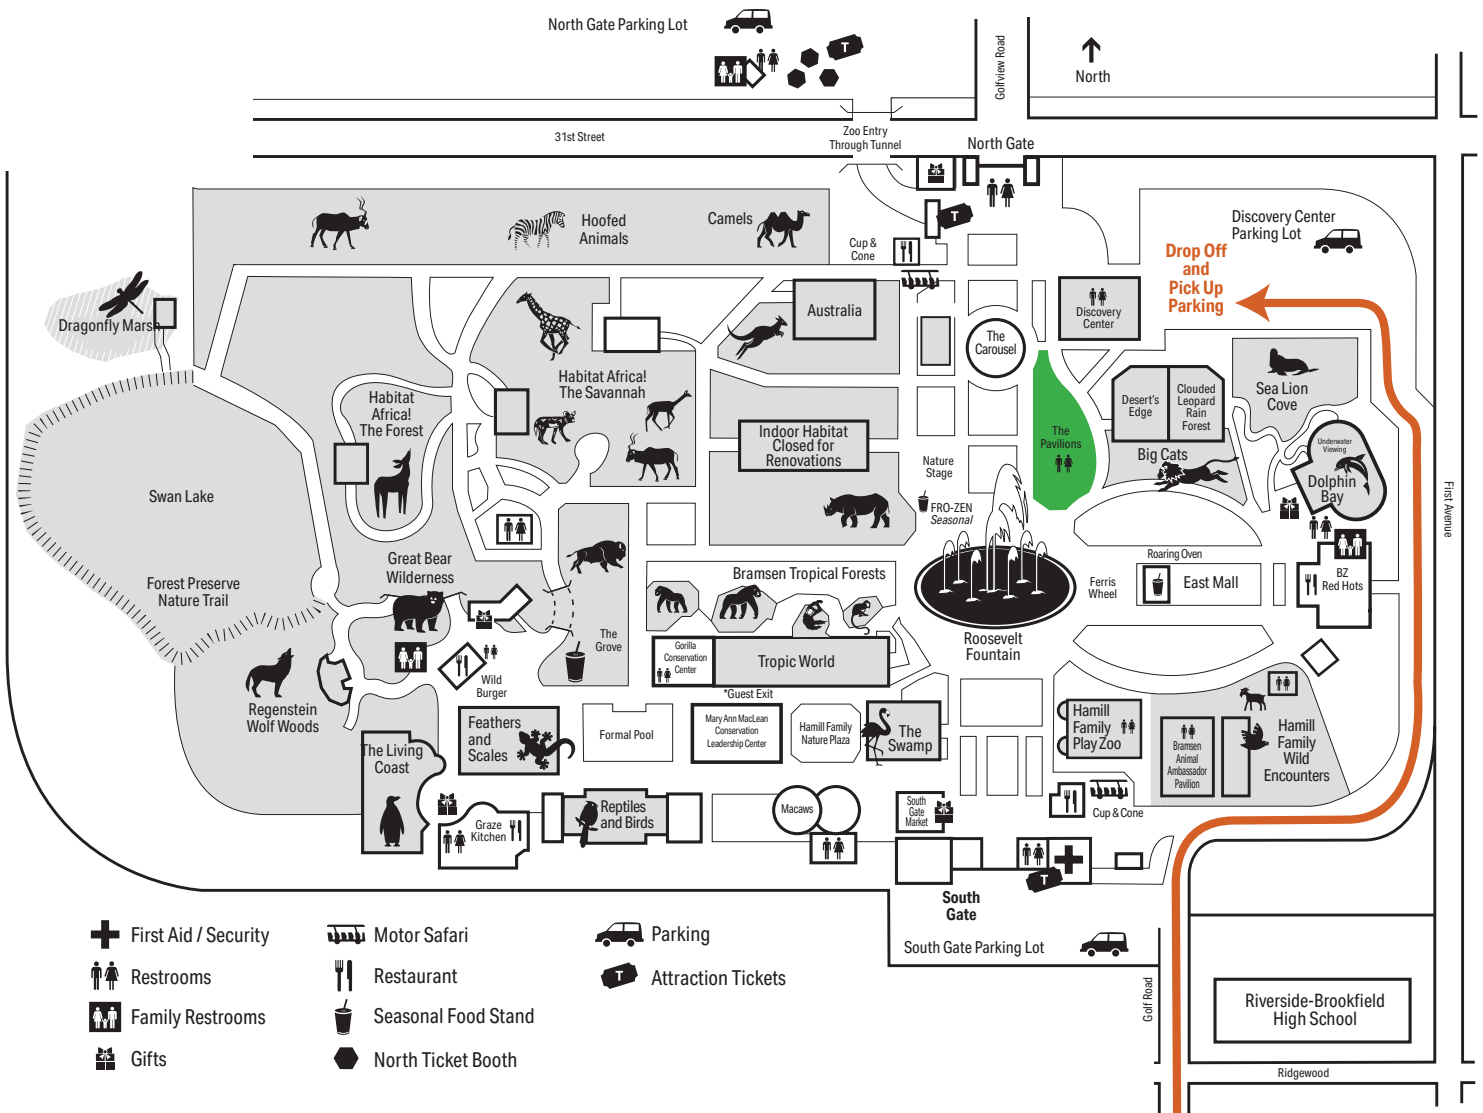 North Gate Parking Lot
T
Golfview Road
North
31st Street
Zoo Entry
Through Tunnel
North Gate
T
Hoofed
Animals
Camels
Cup &
Cone
Discovery Center
Parking Lot
Drop Off
and
Pick Up
Parking
Dragonfly Marsh
Australia
The
Carousel
Discovery
Center
Habitat Africa!
The Savannah
Habitat
Africa!
The Forest
Indoor Habitat
Closed for
Renovations
The
Pavilions
Desert's
Edge
Clouded
Leopard
Rain
Forest
Sea Lion
Cove
Big Cats
Underwater
Viewing
Dolphin
Bay
Nature
Stage
FRO-ZEN
Seasonal
First Avenue
Swan Lake
Forest Preserve
Nature Trail
Great Bear
Wilderness
Bramsen Tropical Forests
Roaring Oven
East Mall
Ferris
Wheel
BZ
Red Hots
The
Grove
Gorilla
Conservation
Center
Tropic World
*Guest Exit
Roosevelt
Fountain
Wild
Burger
Regenstein
Wolf Woods
Feathers
and
Scales
Formal Pool
Mary Ann MacLean
Conservation
Leadership Center
Hamill Family
Nature Plaza
The
Swamp
Hamill
Family
Play Zoo
Bramsen
Animal
Ambassador
Pavilion
Hamill
Family
Wild
Encounters
The Living
Coast
Graze
Kitchen
Reptiles
and Birds
Macaws
South
Gate
Market
Cup & Cone
T
South
Gate
South Gate Parking Lot
Golf Road
Riverside-Brookfield
High School
Ridgewood
First Aid / Security
Restrooms
Family Restrooms
Gifts
Motor Safari
Restaurant
Seasonal Food Stand
North Ticket Booth
Parking
T
Attraction Tickets